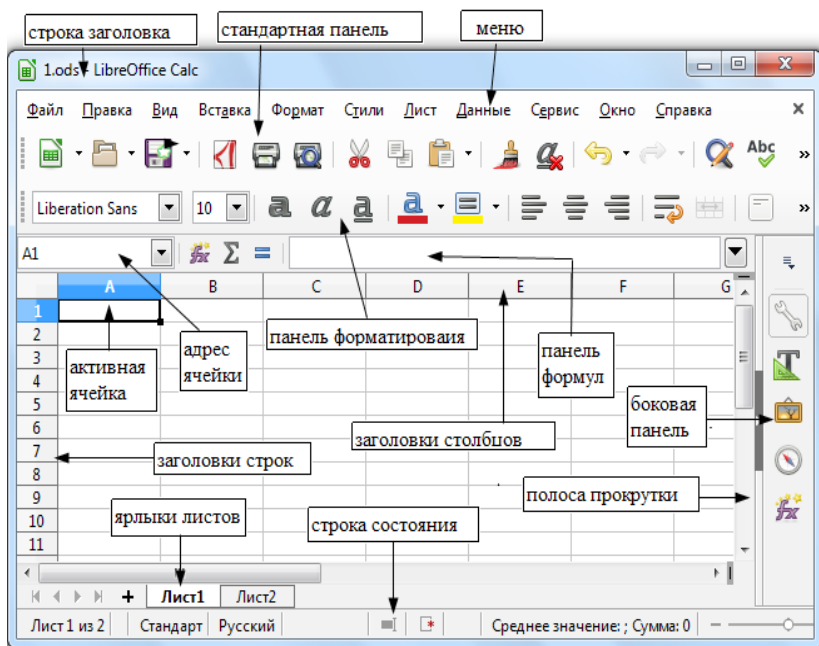 строка заголовка
стандартная панель
меню
1.ods LibreOffice Calc
Файл Правка Вид Вставка Формат Стили Лист Данные Сервис Окно Справка
Abc
Liberation Sans 10 a a a a
A1 fx Σ =
A B C D E F G
1
2
3
4
5
6
7
8
9
10
11
панель форматироваия
адрес
ячейки
активная
ячейка
панель
формул
боковая
панель
заголовки столбцов
заголовки строк
полоса прокрутки
ярлыки листов
строка состояния
fx
Лист1 Лист2
Лист 1 из 2 Стандарт Русский Среднее значение: ; Сумма: 0